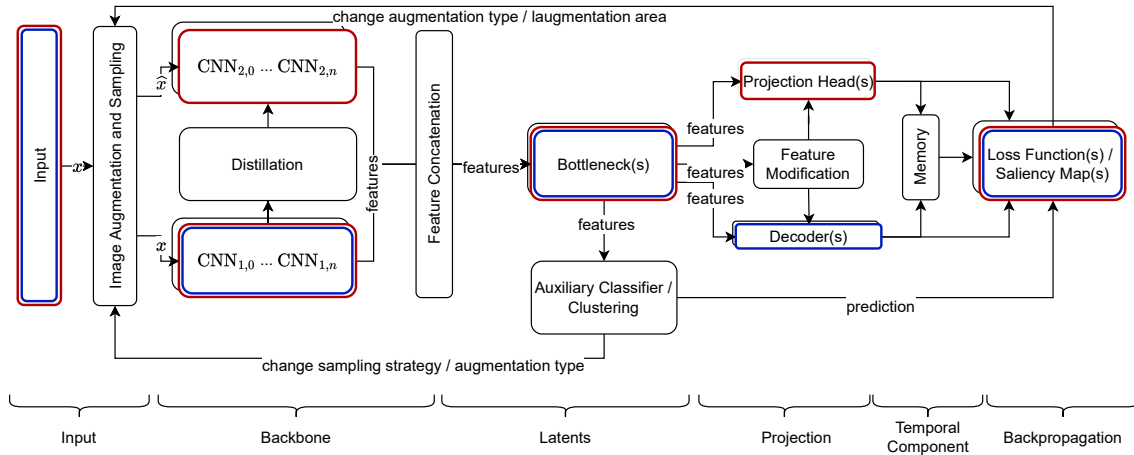 change augmentation type / laugmentation area
Input
x
Image Augmentation and Sampling
x̂
CNN₂,₀ ... CNN₂,ₙ
Distillation
x
CNN₁,₀ ... CNN₁,ₙ
features
Feature Concatenation
features
Bottleneck(s)
features
features
features
features
Projection Head(s)
Feature
Modification
Decoder(s)
Memory
Loss Function(s) /
Saliency Map(s)
Auxiliary Classifier /
Clustering
prediction
change sampling strategy / augmentation type
Input
Backbone
Latents
Projection
Temporal
Component
Backpropagation